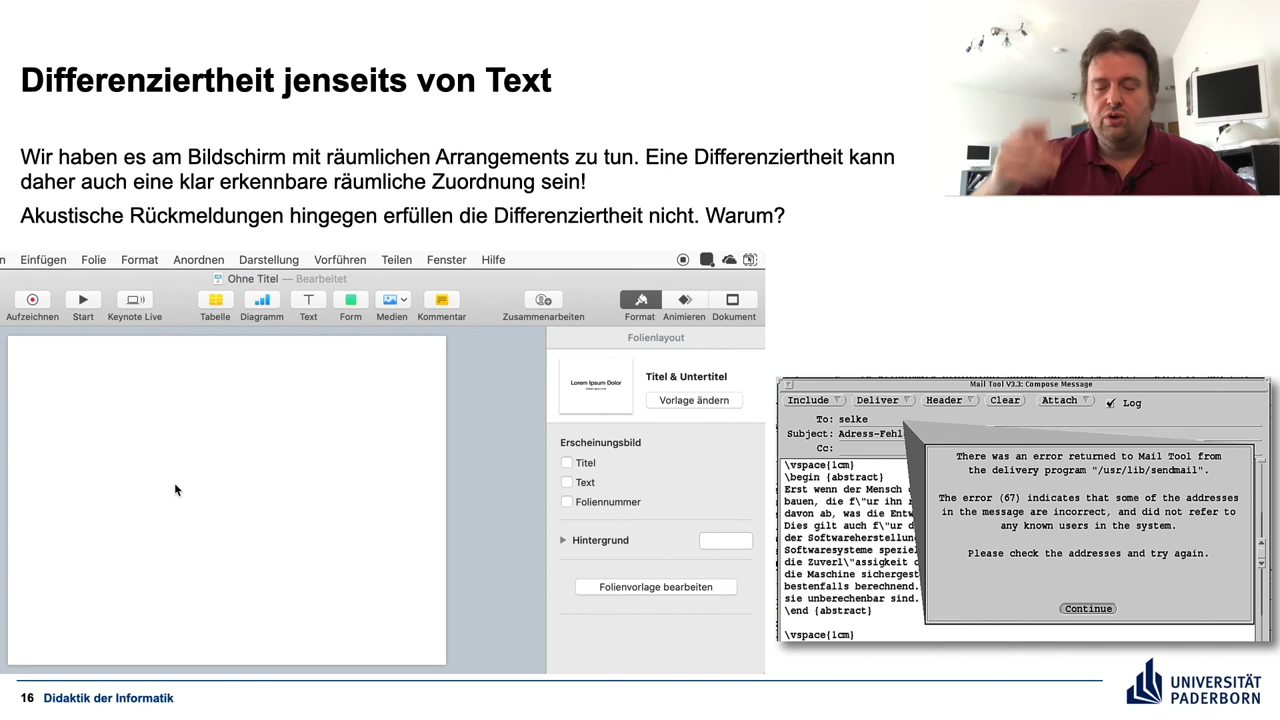 Differenziertheit jenseits von Text
Wir haben es am Bildschirm mit räumlichen Arrangements zu tun. Eine Differenziertheit kann
daher auch eine klar erkennbare räumliche Zuordnung sein!
Akustische Rückmeldungen hingegen erfüllen die Differenziertheit nicht. Warum?
n Einfügen Folie Format Anordnen Darstellung Vorführen Teilen Fenster Hilfe
Ohne Titel — Bearbeitet
Aufzeichnen Start Keynote Live Tabelle Diagramm Text Form Medien Kommentar Zusammenarbeiten Format Animieren Dokument
Folienlayout
Lorem Ipsum Dolor
Titel & Untertitel
Vorlage ändern
Erscheinungsbild
Titel
Text
Foliennummer
Hintergrund
Folienvorlage bearbeiten
Mail Tool V3.3: Compose Message
Include Deliver Header Clear Attach Log
To: selke
Subject: Adress-Fehl
Cc:
\vspace{1cm}
\begin {abstract}
Erst wenn der Mensch
bauen, die f\"ur ihn
davon ab, was die Entw
Dies gilt auch f\"ur d
der Softwareherstellun
Softwaresysteme speziel
die Zuverl\"assigkeit
die Maschine sichergest
bestenfalls berechnend.
sie unberechenbar sind.
\end {abstract}
\vspace{1cm}
There was an error returned to Mail Tool from
the delivery program "/usr/lib/sendmail".
The error (67) indicates that some of the addresses
in the message are incorrect, and did not refer to
any known users in the system.
Please check the addresses and try again.
Continue
16 Didaktik der Informatik
UNIVERSITÄT
PADERBORN